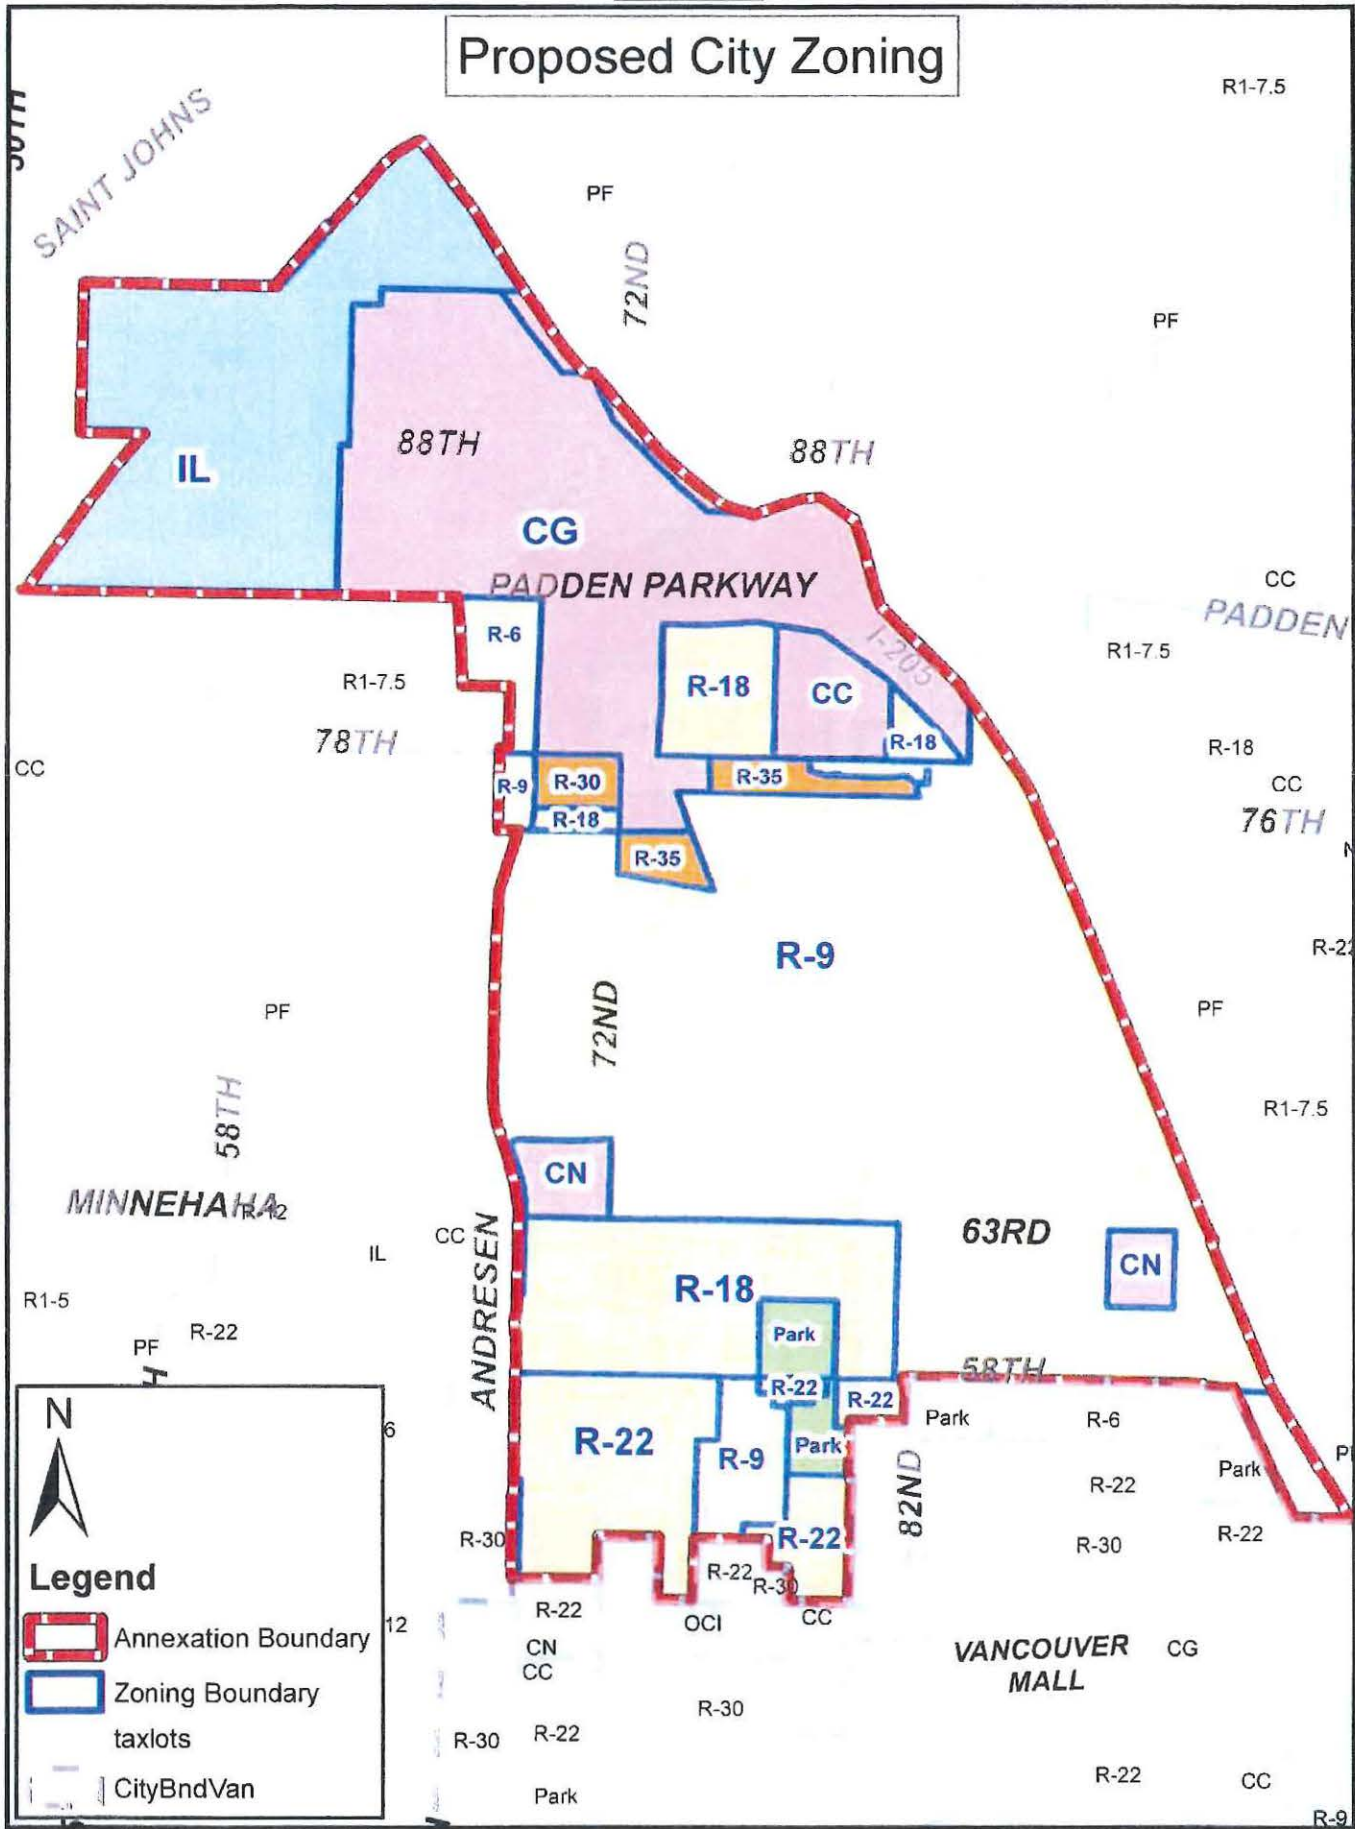 Proposed City Zoning
R1-7.5
SAINT JOHNS
PF
72ND
PF
88TH
88TH
IL
CG
PADDEN PARKWAY
CC
PADDEN
R-6
I-205
R1-7.5
R1-7.5
R-18
CC
78TH
R-18
R-18
CC
R-9
R-30
R-35
CC
R-18
76TH
R-35
R-9
R-22
PF
72ND
PF
58TH
R1-7.5
CN
MINNEHAHA
R-12
CC
ANDRESEN
63RD
IL
CN
R-18
R1-5
R-22
PF
Park
58TH
R-22
R-22
Park
R-6
R-22
Park
R-9
Park
R-22
82ND
R-30
R-22
R-30
R-22
R-22
R-30
N
Legend
Annexation Boundary
Zoning Boundary
taxlots
CityBndVan
6
12
R-22
OCI
CC
CN
CC
VANCOUVER
MALL
CG
R-30
R-30
R-22
R-22
CC
Park
R-9